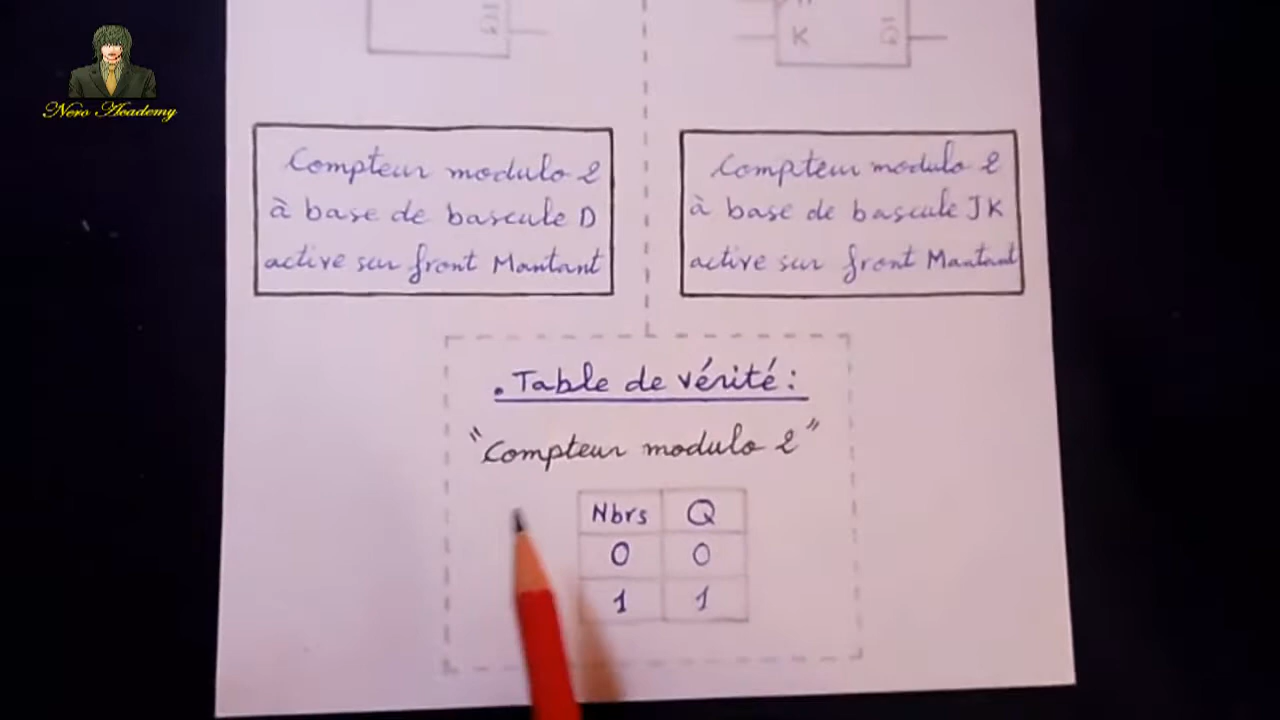 Nero Academy
K Q̅
Compteur modulo 2
à base de bascule D
active sur front Montant
Compteur modulo 2
à base de bascule JK
active sur front Montant
. Table de vérité :
"Compteur modulo 2"
Nbrs Q
0 0
1 1